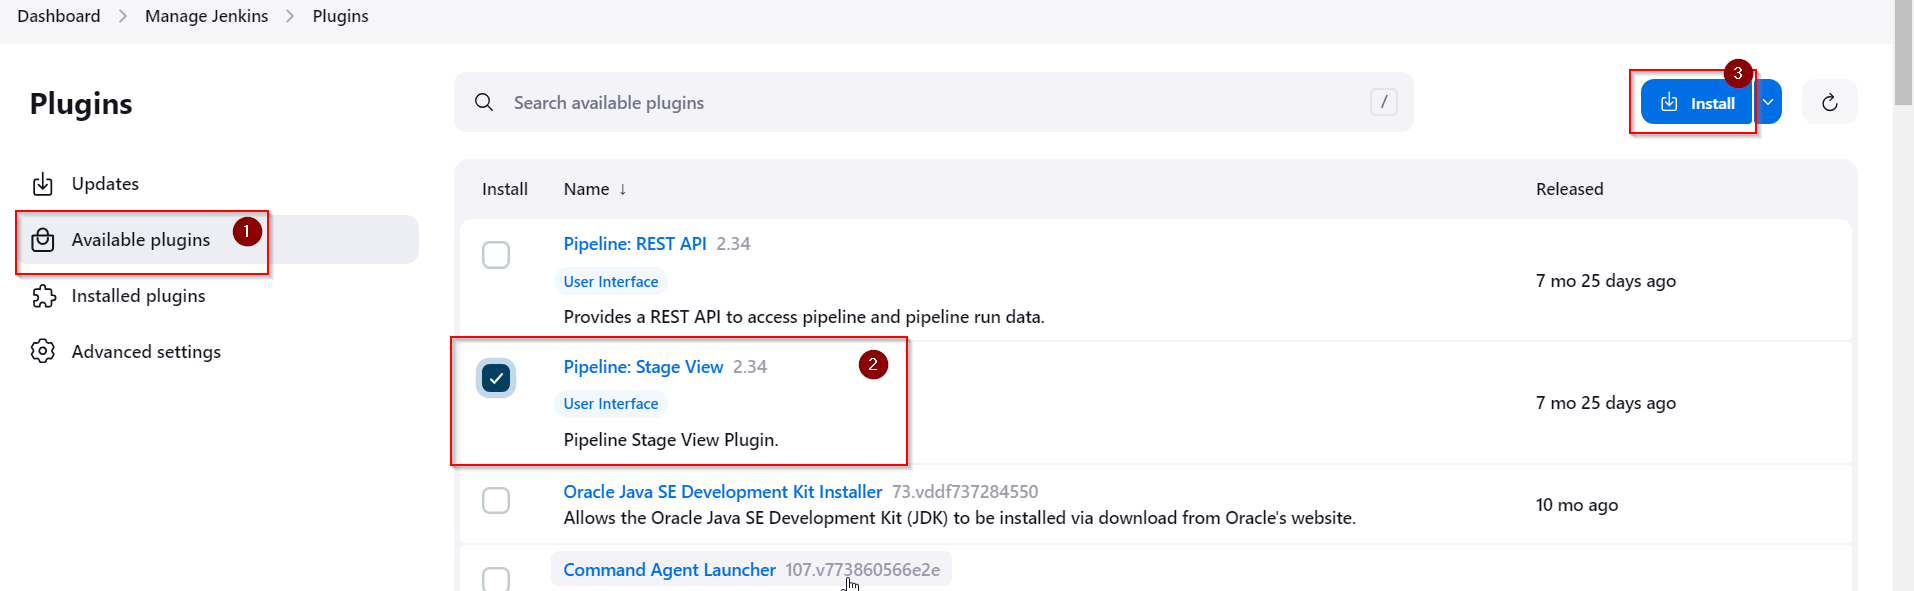 Dashboard > Manage Jenkins > Plugins
Plugins
Search available plugins /
Install 3
Updates
Available plugins 1
Installed plugins
Advanced settings
Install Name ↓ Released
Pipeline: REST API 2.34
User Interface
Provides a REST API to access pipeline and pipeline run data.
7 mo 25 days ago
Pipeline: Stage View 2.34 2
User Interface
Pipeline Stage View Plugin.
7 mo 25 days ago
Oracle Java SE Development Kit Installer 73.vddf737284550
Allows the Oracle Java SE Development Kit (JDK) to be installed via download from Oracle's website.
10 mo ago
Command Agent Launcher 107.v773860566e2e